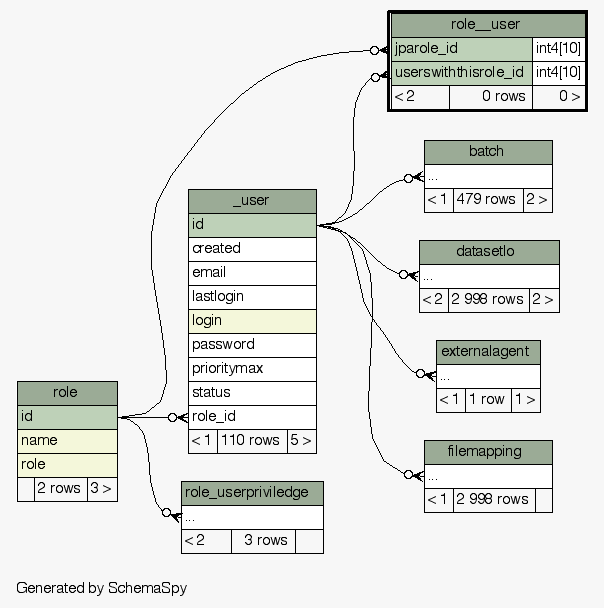 role__user
jparole_id int4[10]
userswiththisrole_id int4[10]
< 2 0 rows 0 >
batch
...
< 1 479 rows 2 >
_user
id
created
email
lastlogin
login
password
prioritymax
status
role_id
< 1 110 rows 5 >
datasetlo
...
< 2 2 998 rows 2 >
externalagent
...
< 1 1 row 1 >
role
id
name
role
2 rows 3 >
filemapping
...
< 1 2 998 rows
role_userpriviledge
...
< 2 3 rows
Generated by SchemaSpy